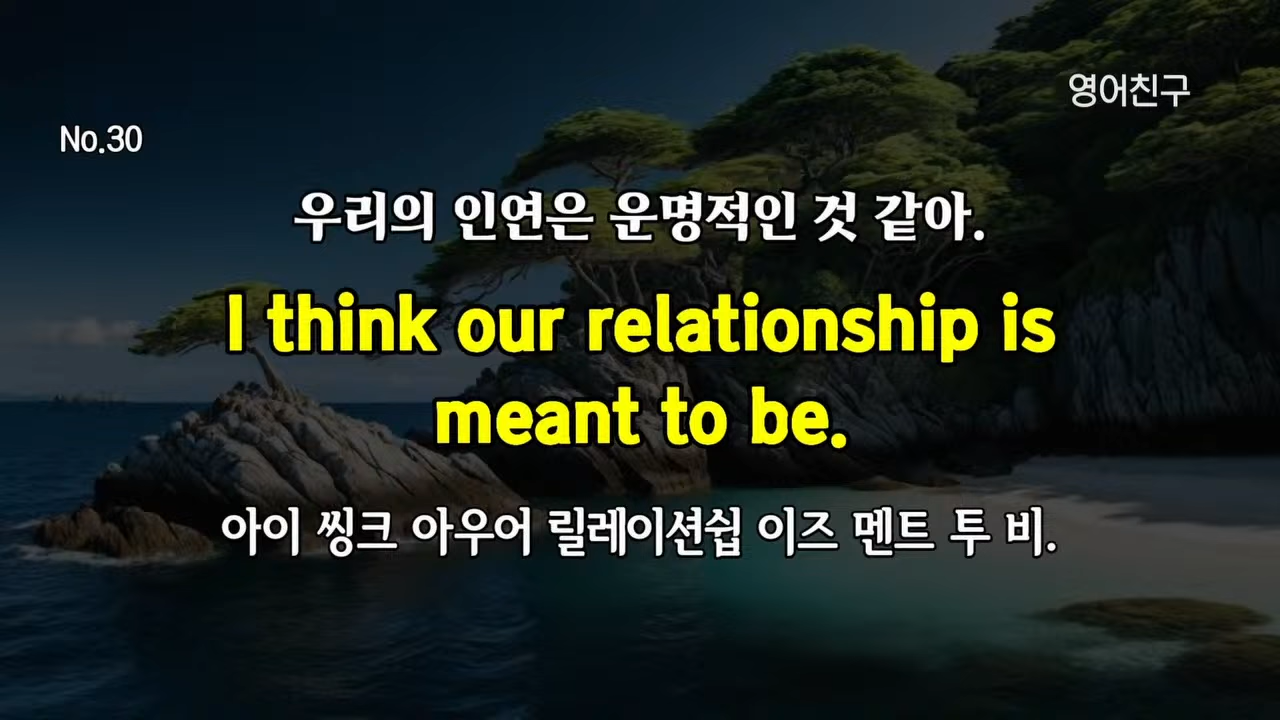 영어친구
No.30
우리의 인연은 운명적인 것 같아.
I think our relationship is
meant to be.
아이 씽크 아우어 릴레이션쉽 이즈 멘트 투 비.